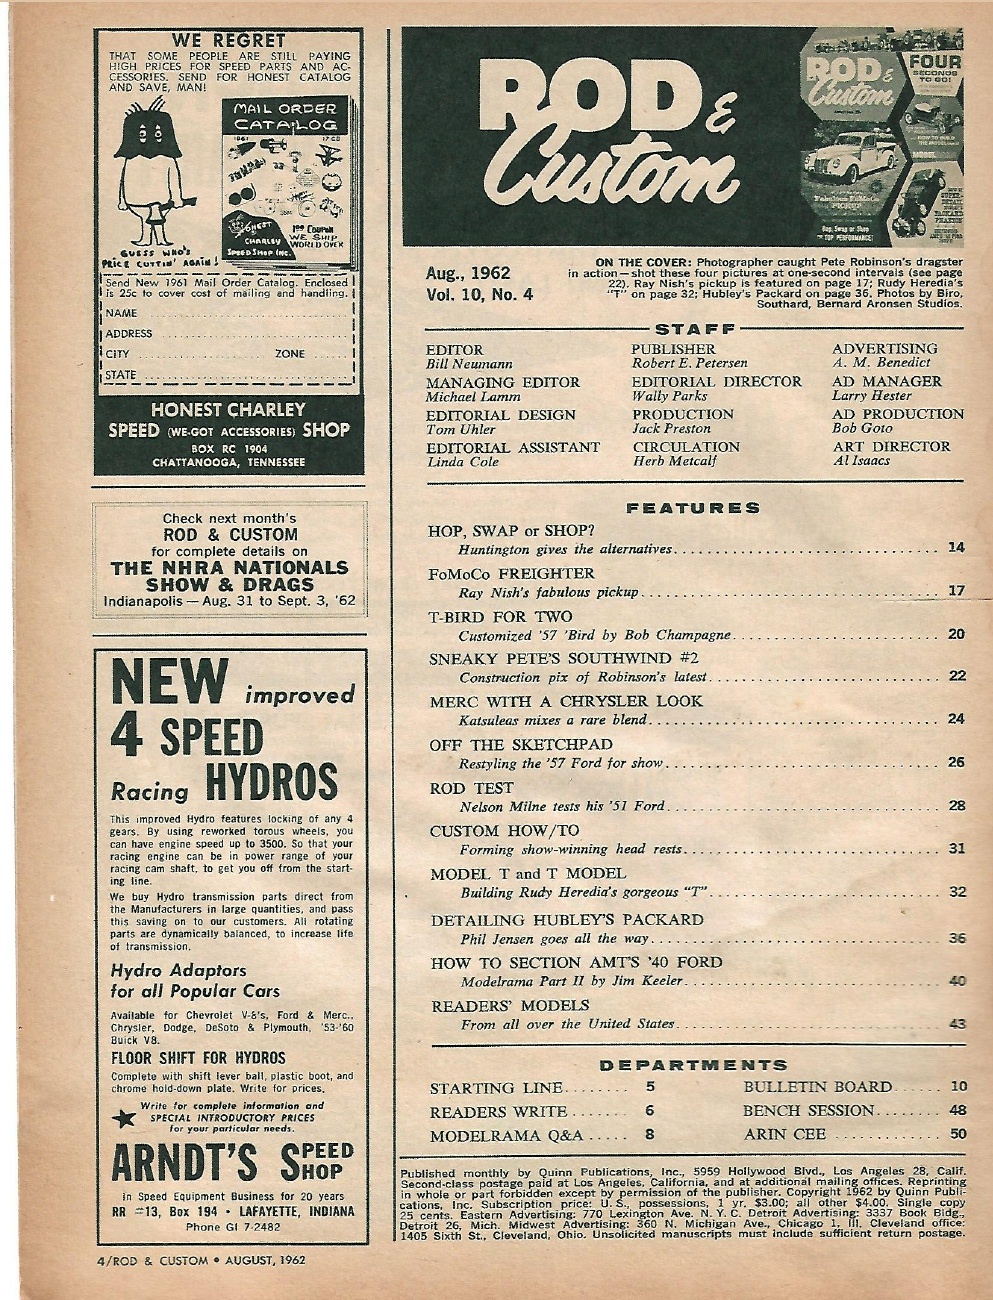 WE REGRET
THAT SOME PEOPLE ARE STILL PAYING
HIGH PRICES FOR SPEED PARTS AND AC-
CESSORIES. SEND FOR HONEST CATALOG
AND SAVE, MAN!
MAIL ORDER
CATALOG
1961
HONEST
CHARLEY
SPEED SHOP INC.
1⁰⁰ COUPON
WE SHIP
WORLD OVER
GUESS WHO'S
PRICE CUTTIN' AGAIN!
Send New 1961 Mail Order Catalog. Enclosed
is 25c to cover cost of mailing and handling.
NAME
ADDRESS
CITY ZONE
STATE
HONEST CHARLEY
SPEED (WE-GOT ACCESSORIES) SHOP
BOX RC 1904
CHATTANOOGA, TENNESSEE
Check next month's
ROD & CUSTOM
for complete details on
THE NHRA NATIONALS
SHOW & DRAGS
Indianapolis — Aug. 31 to Sept. 3, '62
NEW improved
4 SPEED
Racing HYDROS
This improved Hydro features locking of any 4
gears. By using reworked torous wheels, you
can have engine speed up to 3500. So that your
racing engine can be in power range of your
racing cam shaft, to get you off from the start-
ing line.
We buy Hydro transmission parts direct from
the Manufacturers in large quantities, and pass
this saving on to our customers. All rotating
parts are dynamically balanced, to increase life
of transmission.
Hydro Adaptors
for all Popular Cars
Available for Chevrolet V-8's, Ford & Merc.,
Chrysler, Dodge, DeSoto & Plymouth, '53-'60
Buick V8.
FLOOR SHIFT FOR HYDROS
Complete with shift lever ball, plastic boot, and
chrome hold-down plate. Write for prices.
Write for complete information and
SPECIAL INTRODUCTORY PRICES
for your particular needs.
ARNDT'S SPEED SHOP
in Speed Equipment Business for 20 years
RR #13, Box 194 • LAFAYETTE, INDIANA
Phone GI 7-2482
4/ROD & CUSTOM • AUGUST, 1962
ROD &
Custom
ROD &
Custom
Fabulous FoMoCo
PICKUP
Hop, Swap or Shop
TOP PERFORMANCE!
FOUR
SECONDS
TO GO!
Aug., 1962
Vol. 10, No. 4
ON THE COVER: Photographer caught Pete Robinson's dragster
in action—shot these four pictures at one-second intervals (see page
22). Ray Nish's pickup is featured on page 17; Rudy Heredia's
"T" on page 32; Hubley's Packard on page 36. Photos by Biro,
Southard, Bernard Aronsen Studios.
STAFF
EDITOR
Bill Neumann
MANAGING EDITOR
Michael Lamm
EDITORIAL DESIGN
Tom Uhler
EDITORIAL ASSISTANT
Linda Cole
PUBLISHER
Robert E. Petersen
EDITORIAL DIRECTOR
Wally Parks
PRODUCTION
Jack Preston
CIRCULATION
Herb Metcalf
ADVERTISING
A. M. Benedict
AD MANAGER
Larry Hester
AD PRODUCTION
Bob Goto
ART DIRECTOR
Al Isaacs
FEATURES
HOP, SWAP or SHOP?
Huntington gives the alternatives 14
FoMoCo FREIGHTER
Ray Nish's fabulous pickup 17
T-BIRD FOR TWO
Customized '57 'Bird by Bob Champagne 20
SNEAKY PETE'S SOUTHWIND #2
Construction pix of Robinson's latest 22
MERC WITH A CHRYSLER LOOK
Katsuleas mixes a rare blend 24
OFF THE SKETCHPAD
Restyling the '57 Ford for show 26
ROD TEST
Nelson Milne tests his '51 Ford 28
CUSTOM HOW/TO
Forming show-winning head rests 31
MODEL T and T MODEL
Building Rudy Heredia's gorgeous "T" 32
DETAILING HUBLEY'S PACKARD
Phil Jensen goes all the way 36
HOW TO SECTION AMT'S '40 FORD
Modelrama Part II by Jim Keeler 40
READERS' MODELS
From all over the United States 43
DEPARTMENTS
STARTING LINE 5
READERS WRITE 6
MODELRAMA Q&A 8
BULLETIN BOARD 10
BENCH SESSION 48
ARIN CEE 50
Published monthly by Quinn Publications, Inc., 5959 Hollywood Blvd., Los Angeles 28, Calif.
Second-class postage paid at Los Angeles, California, and at additional mailing offices. Reprinting
in whole or part forbidden except by permission of the publisher. Copyright 1962 by Quinn Publi-
cations, Inc. Subscription price: U.S., possessions, 1 yr. $3.00; all other $4.00. Single copy
25 cents. Eastern Advertising: 770 Lexington Ave. N.Y.C. Detroit Advertising: 3337 Book Bldg.,
Detroit 26, Mich. Midwest Advertising: 360 N. Michigan Ave., Chicago 1, Ill. Cleveland office:
1405 Sixth St., Cleveland, Ohio. Unsolicited manuscripts must include sufficient return postage.